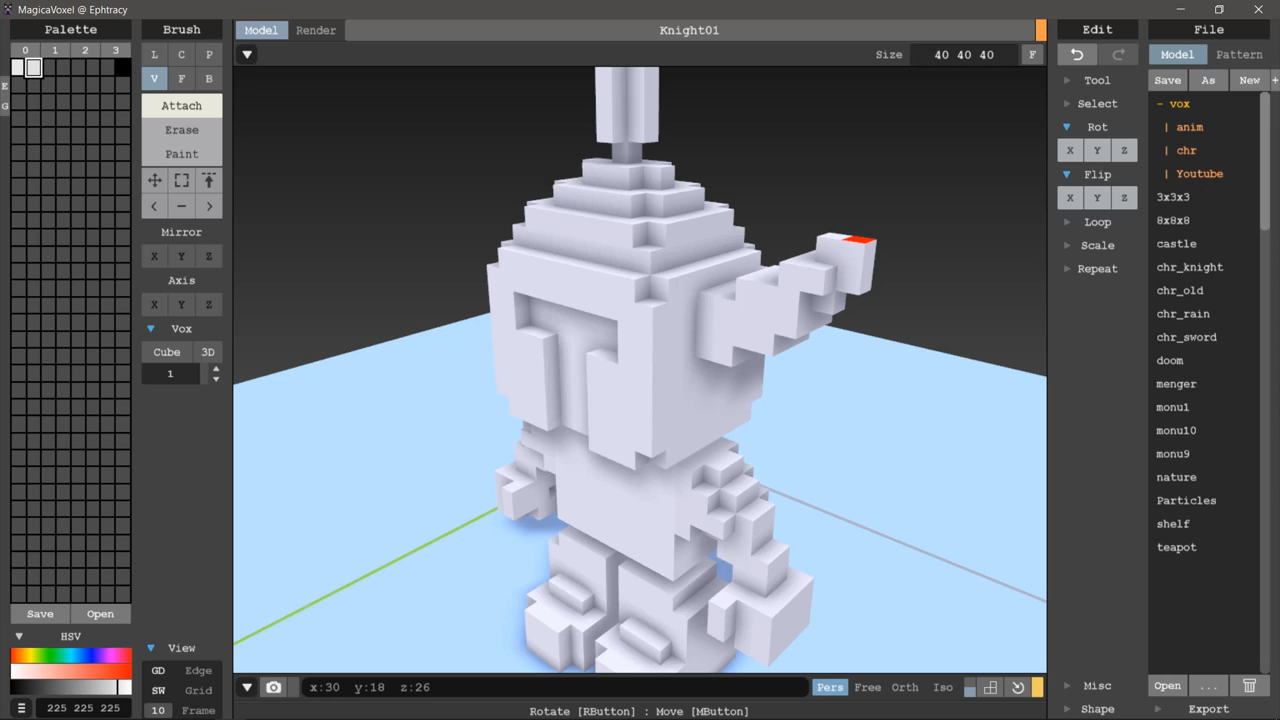 MagicaVoxel @ Ephtracy
Palette
0 1 2 3
E
G
Save Open
HSV
225 225 225
Brush
L C P
V F B
Attach
Erase
Paint
< - >
Mirror
X Y Z
Axis
X Y Z
Vox
Cube 3D
1
View
GD Edge
SW Grid
10 Frame
Model Render Knight01
Size 40 40 40 F
x:30 y:18 z:26
Pers Free Orth Iso
Rotate [RButton] : Move [MButton]
Edit
Tool
Select
Rot
X Y Z
Flip
X Y Z
Loop
Scale
Repeat
Misc
Shape
File
Model Pattern
Save As New +
- vox
| anim
| chr
| Youtube
3x3x3
8x8x8
castle
chr_knight
chr_old
chr_rain
chr_sword
doom
menger
monu1
monu10
monu9
nature
Particles
shelf
teapot
Open ...
Export